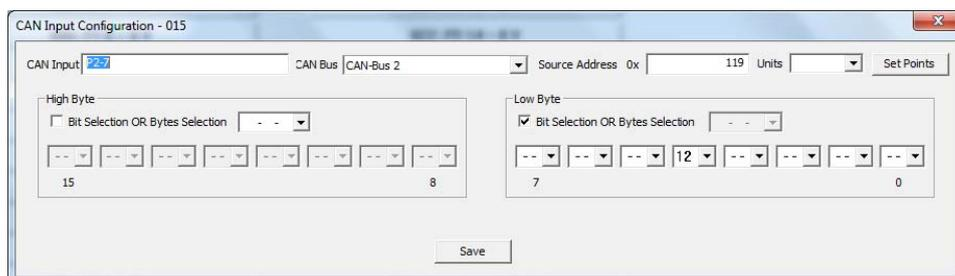 CAN Input Configuration - 015
CAN Input P2-7 CAN Bus CAN-Bus 2 Source Address 0x 119 Units Set Points
High Byte Low Byte
Bit Selection OR Bytes Selection - - Bit Selection OR Bytes Selection - -
-- -- -- -- -- -- -- -- -- -- -- 12 -- -- -- --
15 8 7 0
Save